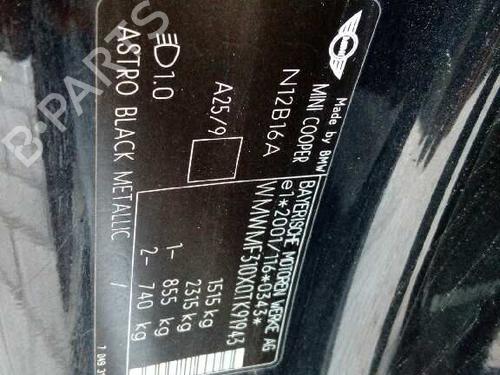 MINI
Made by BMW
MINI COOPER
N12B16A
BAYERISCHE MOTOREN WERKE AG
e1*2001/116*0343*
1515 kg
2315 kg
1– 855 kg
2– 740 kg
A25/9
1.0
ASTRO BLACK METALLIC /
B-PARTS